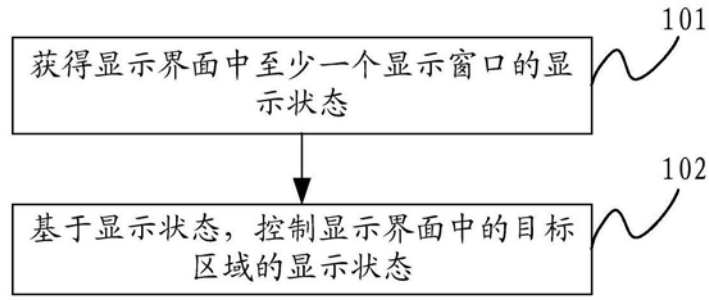 101
获得显示界面中至少一个显示窗口的显
示状态
102
基于显示状态，控制显示界面中的目标
区域的显示状态